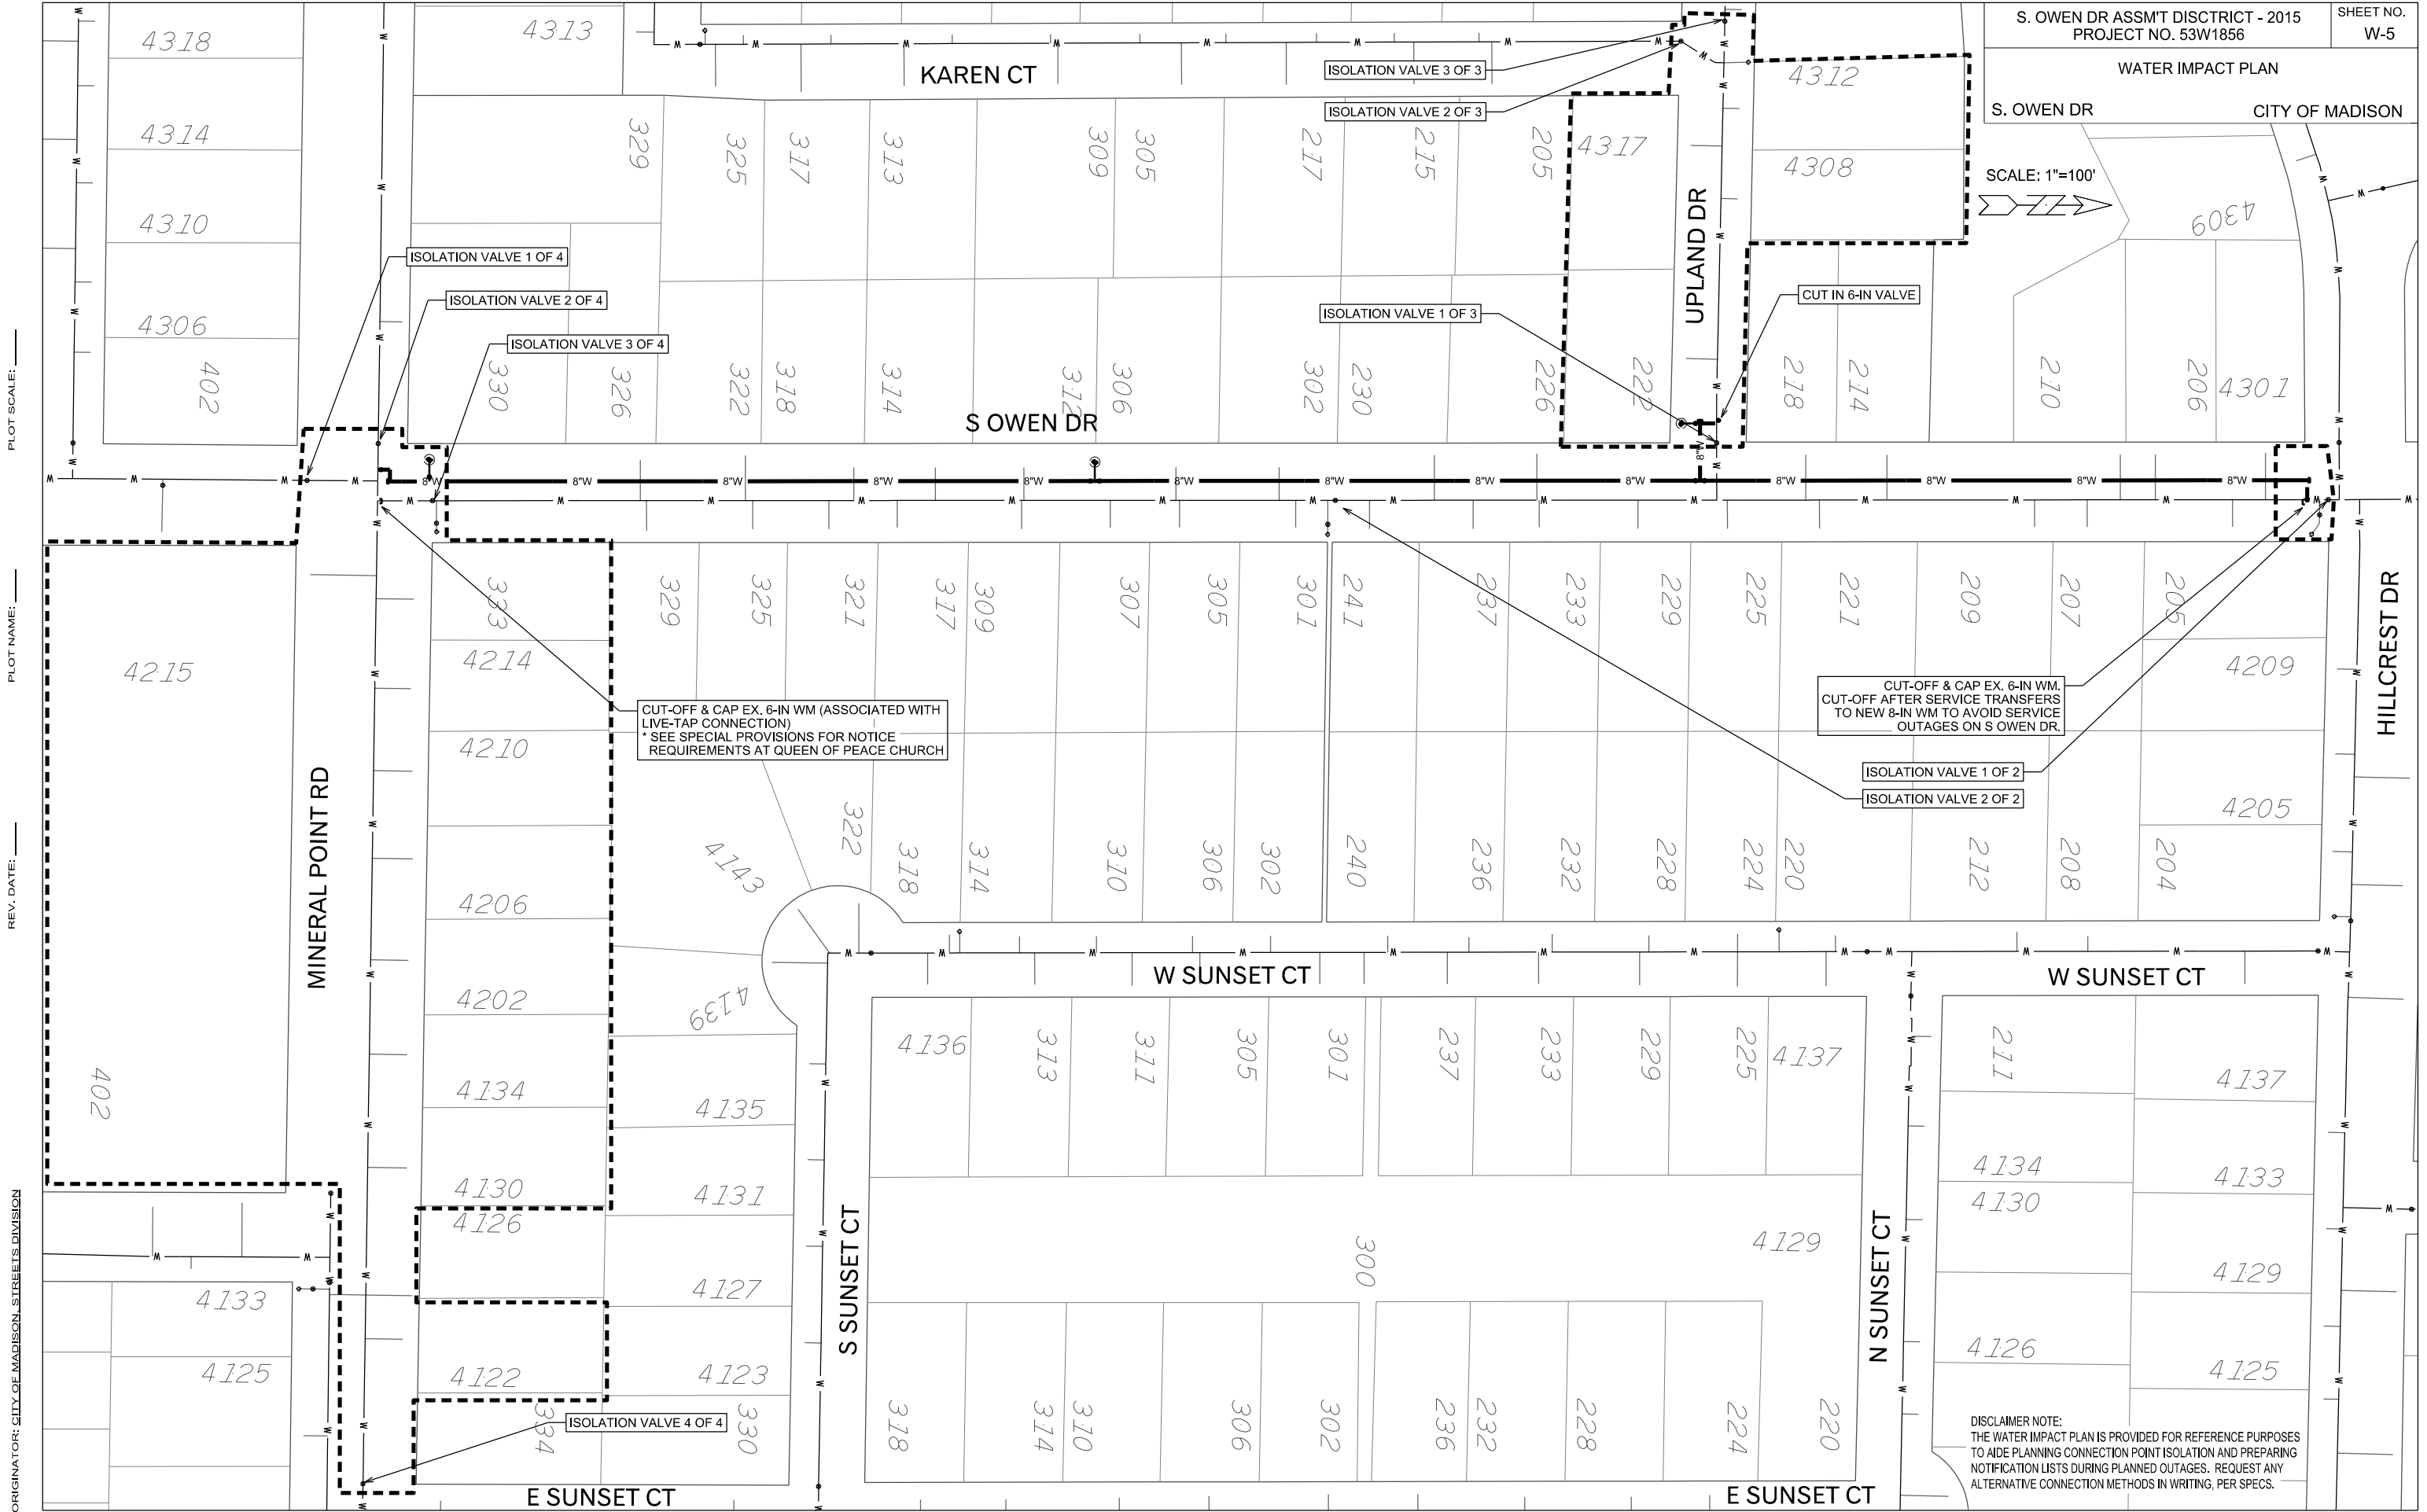 S. OWEN DR ASSM'T DISCTRICT - 2015
PROJECT NO. 53W1856
SHEET NO.
W-5
WATER IMPACT PLAN
S. OWEN DR
CITY OF MADISON
SCALE: 1"=100'
PLOT SCALE:
PLOT NAME:
REV. DATE:
ORIGINATOR: CITY OF MADISON, STREETS DIVISION
KAREN CT
UPLAND DR
S OWEN DR
MINERAL POINT RD
HILLCREST DR
W SUNSET CT
W SUNSET CT
S SUNSET CT
N SUNSET CT
E SUNSET CT
E SUNSET CT
ISOLATION VALVE 3 OF 3
ISOLATION VALVE 2 OF 3
ISOLATION VALVE 1 OF 4
ISOLATION VALVE 2 OF 4
ISOLATION VALVE 3 OF 4
ISOLATION VALVE 1 OF 3
CUT IN 6-IN VALVE
CUT-OFF & CAP EX. 6-IN WM (ASSOCIATED WITH
LIVE-TAP CONNECTION)
* SEE SPECIAL PROVISIONS FOR NOTICE
REQUIREMENTS AT QUEEN OF PEACE CHURCH
CUT-OFF & CAP EX. 6-IN WM.
CUT-OFF AFTER SERVICE TRANSFERS
TO NEW 8-IN WM TO AVOID SERVICE
OUTAGES ON S OWEN DR.
ISOLATION VALVE 1 OF 2
ISOLATION VALVE 2 OF 2
ISOLATION VALVE 4 OF 4
4318
4314
4310
4306
402
4313
329
325
317
313
309
305
217
215
205
4317
4312
4308
4309
330
326
322
318
314
312
306
302
230
226
222
218
214
210
206
4301
8"W 8"W 8"W 8"W 8"W 8"W 8"W 8"W 8"W 8"W 8"W 8"W 8"W
8"W
4215
402
333
4214
4210
4206
4202
4134
4130
4126
4122
334
329
325
321
317
309
307
305
301
241
237
233
229
225
221
209
207
205
4209
4205
4143
322
318
314
310
306
302
240
236
232
228
224
220
212
208
204
4139
4135
4131
4127
4123
330
4133
4125
4136
313
311
305
301
237
233
229
225
4137
300
4129
318
314
310
306
302
236
232
228
224
220
211
4137
4134
4133
4130
4129
4126
4125
DISCLAIMER NOTE:
THE WATER IMPACT PLAN IS PROVIDED FOR REFERENCE PURPOSES
TO AIDE PLANNING CONNECTION POINT ISOLATION AND PREPARING
NOTIFICATION LISTS DURING PLANNED OUTAGES. REQUEST ANY
ALTERNATIVE CONNECTION METHODS IN WRITING, PER SPECS.